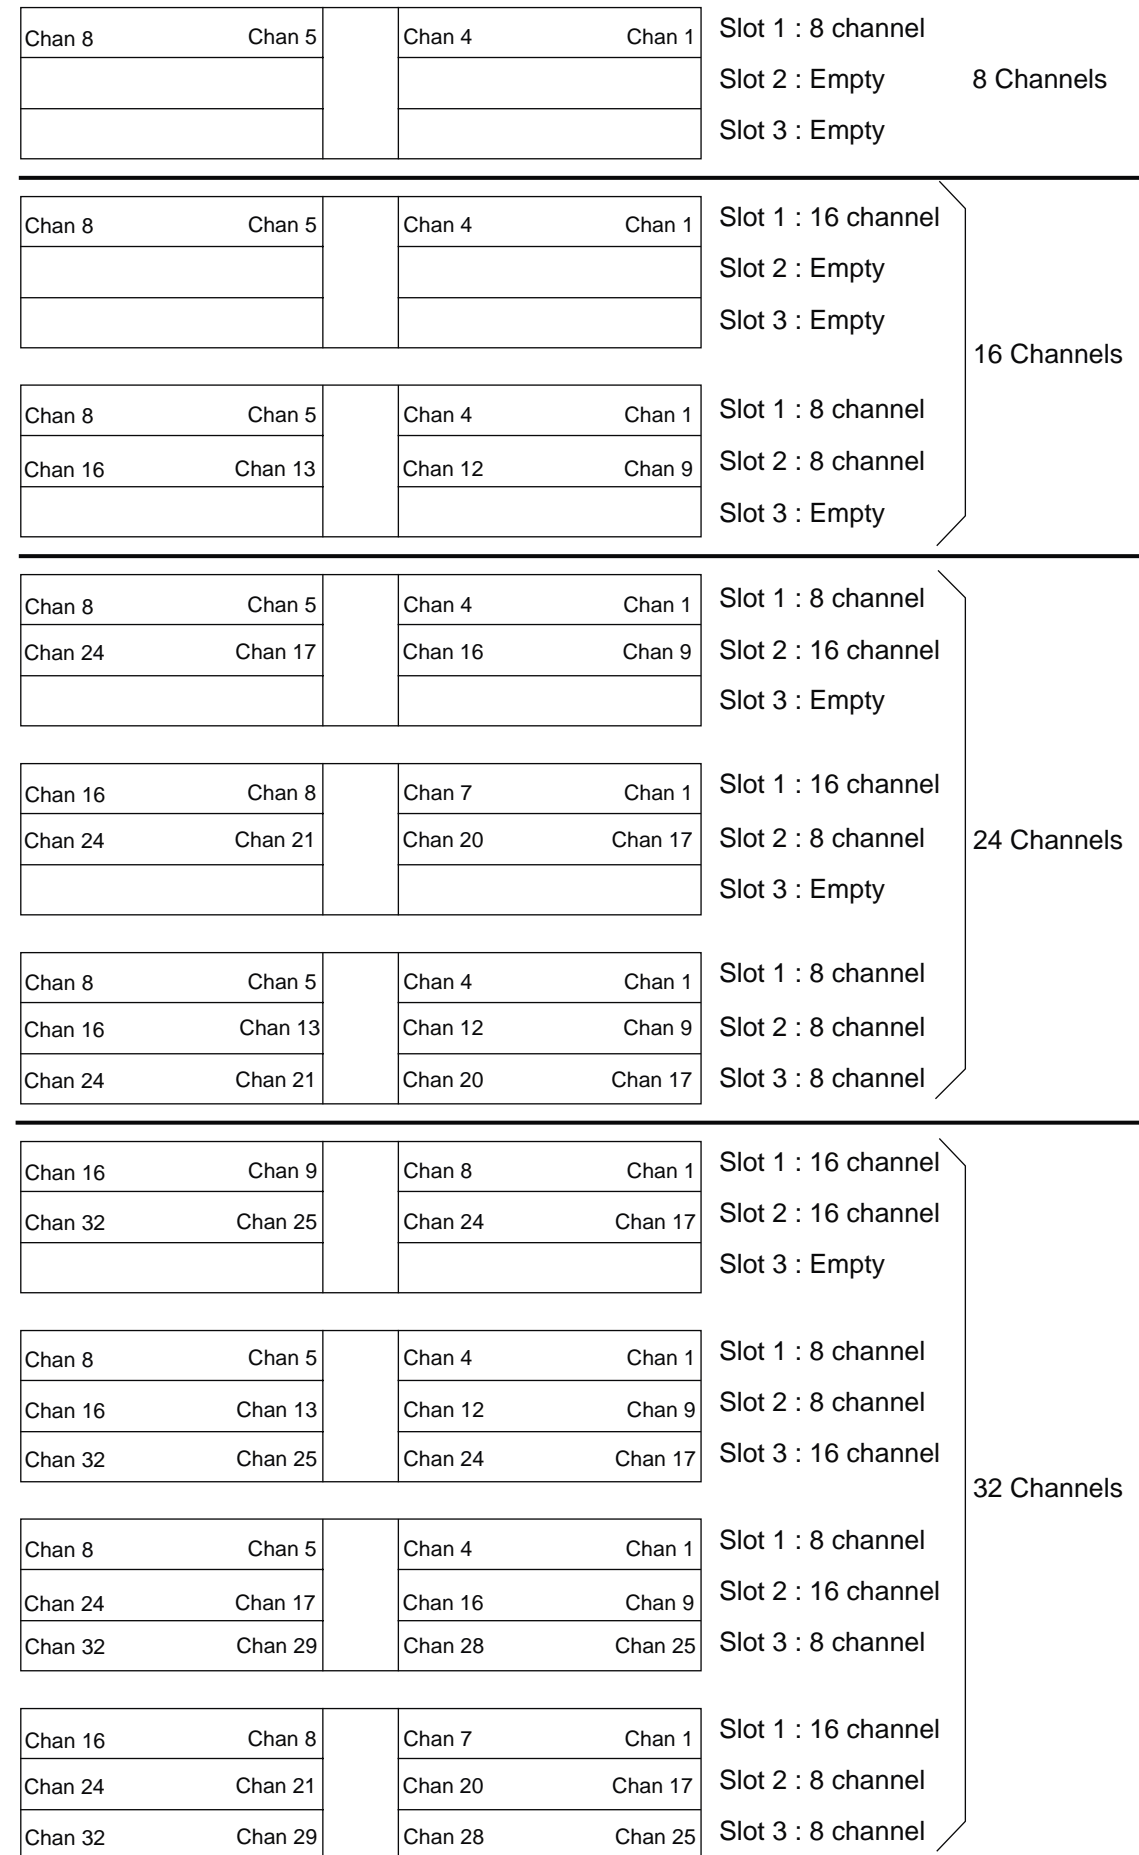 Chan 8 Chan 5 Chan 4 Chan 1 Slot 1 : 8 channel
Slot 2 : Empty 8 Channels
Slot 3 : Empty
Chan 8 Chan 5 Chan 4 Chan 1 Slot 1 : 16 channel
Slot 2 : Empty
Slot 3 : Empty
16 Channels
Chan 8 Chan 5 Chan 4 Chan 1 Slot 1 : 8 channel
Chan 16 Chan 13 Chan 12 Chan 9 Slot 2 : 8 channel
Slot 3 : Empty
Chan 8 Chan 5 Chan 4 Chan 1 Slot 1 : 8 channel
Chan 24 Chan 17 Chan 16 Chan 9 Slot 2 : 16 channel
Slot 3 : Empty
Chan 16 Chan 8 Chan 7 Chan 1 Slot 1 : 16 channel
Chan 24 Chan 21 Chan 20 Chan 17 Slot 2 : 8 channel 24 Channels
Slot 3 : Empty
Chan 8 Chan 5 Chan 4 Chan 1 Slot 1 : 8 channel
Chan 16 Chan 13 Chan 12 Chan 9 Slot 2 : 8 channel
Chan 24 Chan 21 Chan 20 Chan 17 Slot 3 : 8 channel
Chan 16 Chan 9 Chan 8 Chan 1 Slot 1 : 16 channel
Chan 32 Chan 25 Chan 24 Chan 17 Slot 2 : 16 channel
Slot 3 : Empty
Chan 8 Chan 5 Chan 4 Chan 1 Slot 1 : 8 channel
Chan 16 Chan 13 Chan 12 Chan 9 Slot 2 : 8 channel
Chan 32 Chan 25 Chan 24 Chan 17 Slot 3 : 16 channel
32 Channels
Chan 8 Chan 5 Chan 4 Chan 1 Slot 1 : 8 channel
Chan 24 Chan 17 Chan 16 Chan 9 Slot 2 : 16 channel
Chan 32 Chan 29 Chan 28 Chan 25 Slot 3 : 8 channel
Chan 16 Chan 8 Chan 7 Chan 1 Slot 1 : 16 channel
Chan 24 Chan 21 Chan 20 Chan 17 Slot 2 : 8 channel
Chan 32 Chan 29 Chan 28 Chan 25 Slot 3 : 8 channel